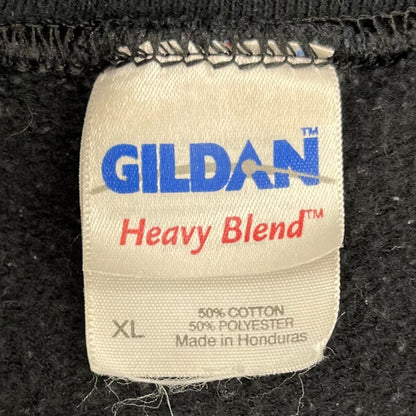 GILDAN™
Heavy Blend™
XL
50% COTTON
50% POLYESTER
Made in Honduras